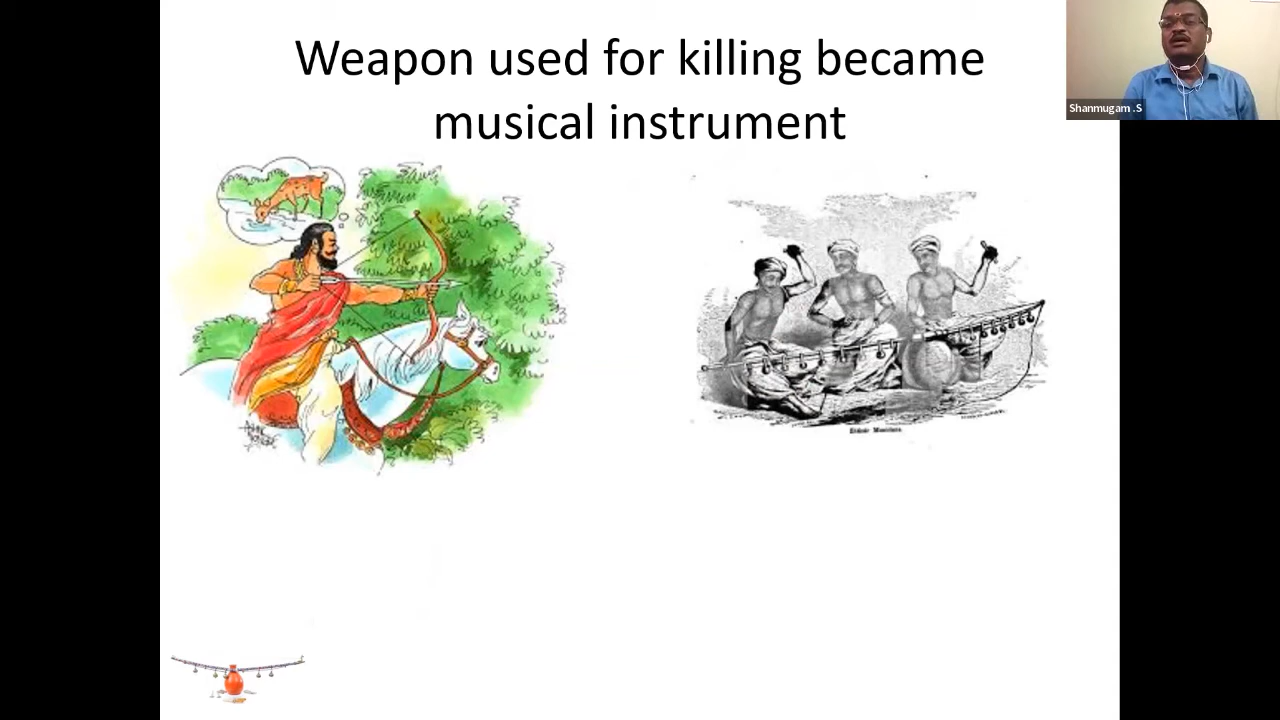 Weapon used for killing became
musical instrument
Shanmugam .S